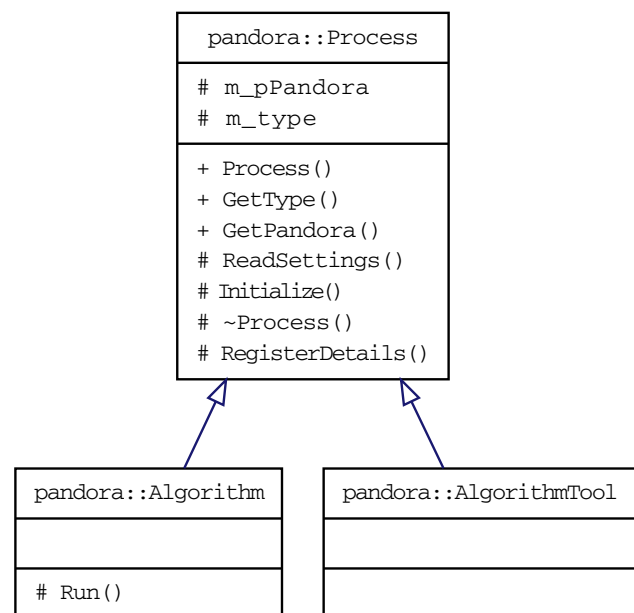 pandora::Process
# m_pPandora
# m_type
+ Process()
+ GetType()
+ GetPandora()
# ReadSettings()
# Initialize()
# ~Process()
# RegisterDetails()
pandora::Algorithm
pandora::AlgorithmTool
# Run()